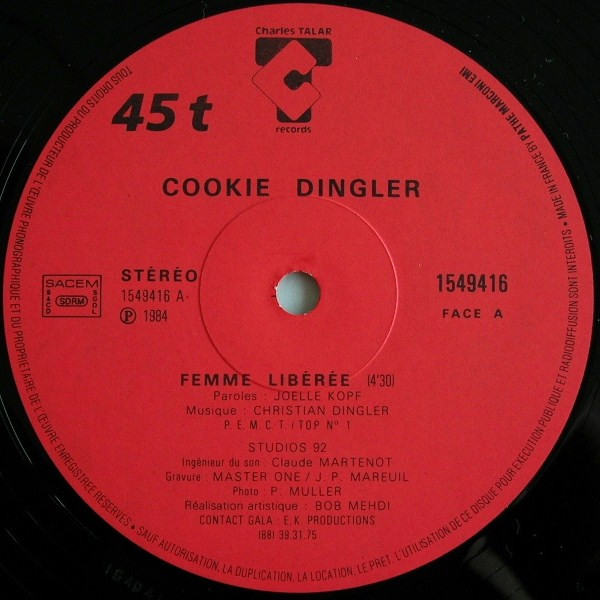 Charles TALAR
records
45 t
COOKIE DINGLER
STÉRÉO
1549416 A-
Ⓟ 1984
SACEM
SACD
SDRM
SGDL
1549416
FACE A
FEMME LIBÉRÉE (4'30)
Paroles : JOELLE KOPF
Musique : CHRISTIAN DINGLER
P. E. M. C. T. / TOP Nº 1
STUDIOS 92
Ingénieur du son : Claude MARTENOT
Gravure : MASTER ONE / J. P. MAREUIL
Photo : P. MULLER
Réalisation artistique : BOB MEHDI
CONTACT GALA : E.K. PRODUCTIONS
(88) 39.31.75
TOUS DROITS DU PRODUCTEUR DE L'ŒUVRE PHONOGRAPHIQUE ET DU PROPRIETAIRE DE L'ŒUVRE ENREGISTREE RESERVES • SAUF AUTORISATION, LA DUPLICATION, LA LOCATION, LE PRET, L'UTILISATION DE CE DISQUE POUR EXECUTION PUBLIQUE ET RADIODIFFUSION SONT INTERDITS • MADE IN FRANCE BY PATHE MARCONI EMI